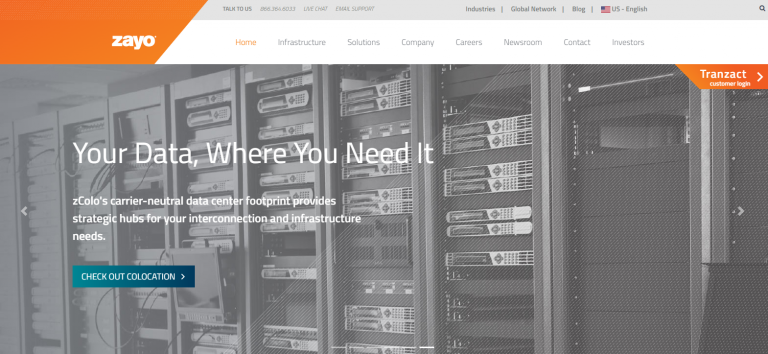 TALK TO US 866.364.6033 LIVE CHAT EMAIL SUPPORT
Industries | Global Network | Blog | US - English
zayo
Home Infrastructure Solutions Company Careers Newsroom Contact Investors
Tranzact
customer login
Your Data, Where You Need It
zColo's carrier-neutral data center footprint provides
strategic hubs for your interconnection and infrastructure
needs.
CHECK OUT COLOCATION